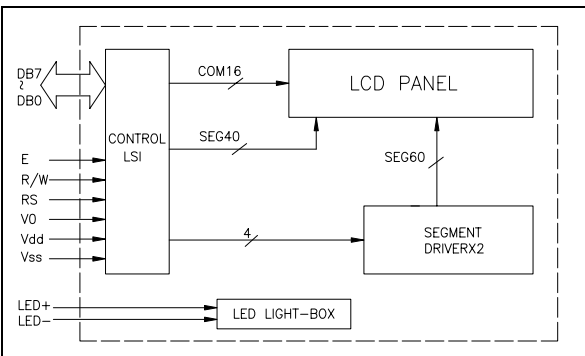 DB7
~
DB0
E
R/W
RS
V0
Vdd
Vss
LED+
LED-
CONTROL
LSI
COM16
SEG40
4
LCD PANEL
SEG60
SEGMENT
DRIVERX2
LED LIGHT-BOX